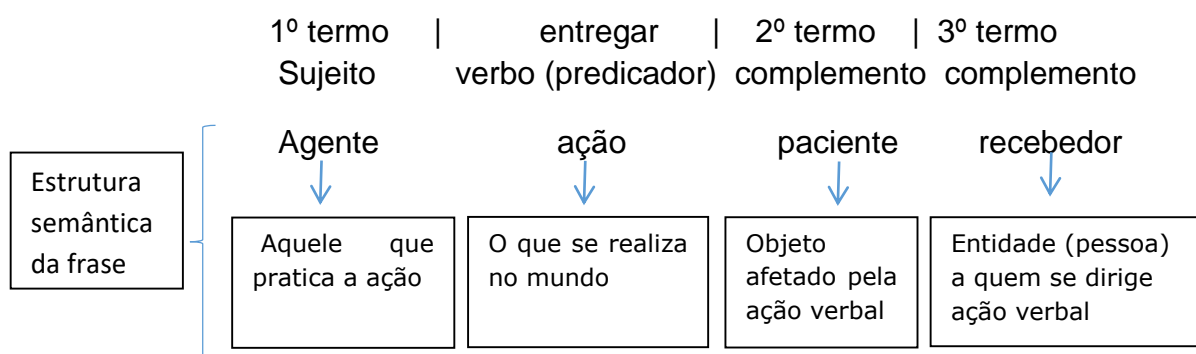 1º termo | entregar | 2º termo | 3º termo
Sujeito verbo (predicador) complemento complemento
Agente ação paciente recebedor
Estrutura
semântica
da frase
Aquele que
pratica a ação
O que se realiza
no mundo
Objeto
afetado pela
ação verbal
Entidade (pessoa)
a quem se dirige
ação verbal